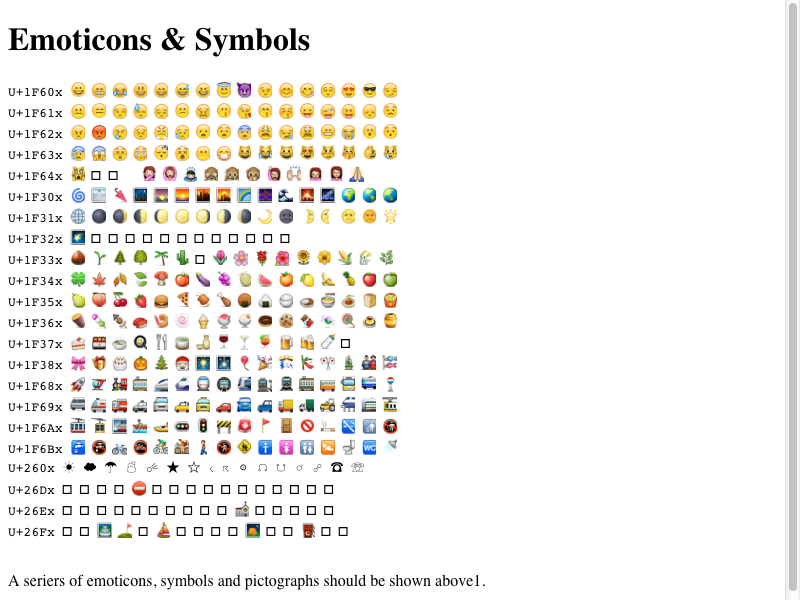 Emoticons & Symbols
U+1F60x
U+1F61x
U+1F62x
U+1F63x
U+1F64x
U+1F30x
U+1F31x
U+1F32x
U+1F33x
U+1F34x
U+1F35x
U+1F36x
U+1F37x
U+1F38x
U+1F68x
U+1F69x
U+1F6Ax
U+1F6Bx
U+260x
U+26Dx
U+26Ex
U+26Fx
A seriers of emoticons, symbols and pictographs should be shown above1.